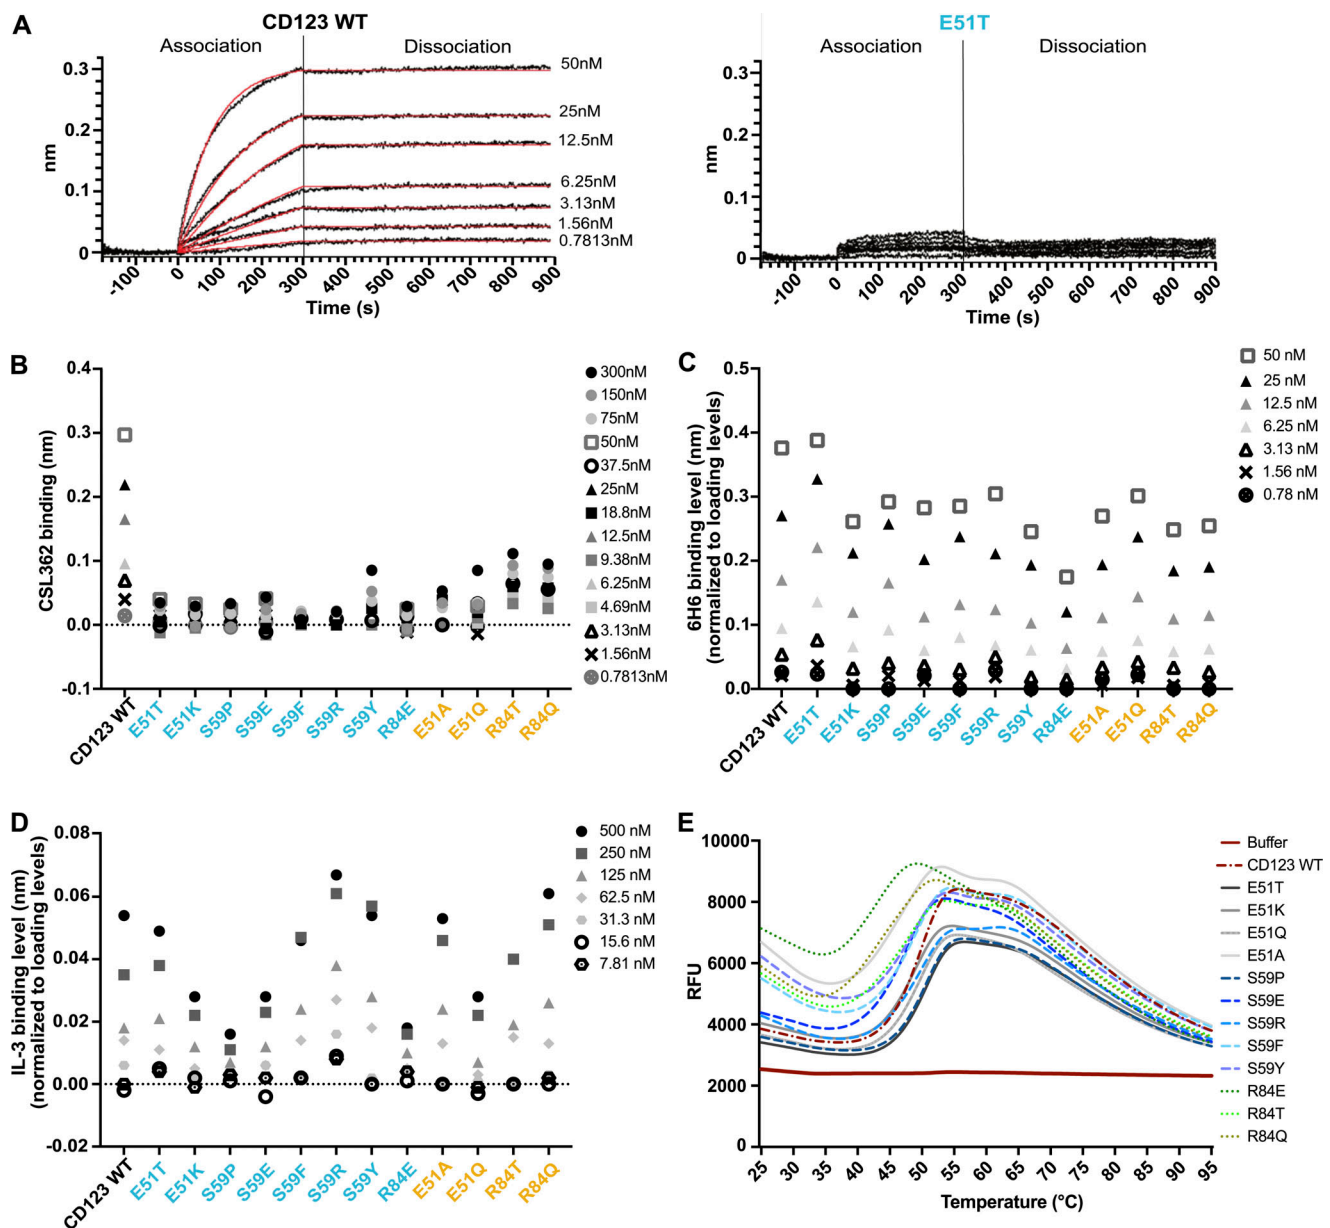 A
CD123 WT
Association
Dissociation
nm
0.3
0.2
0.1
0
-100
0
100
200
300
400
500
600
700
800
900
Time (s)
50nM
25nM
12.5nM
6.25nM
3.13nM
1.56nM
0.7813nM
E51T
Association
Dissociation
nm
0.3
0.2
0.1
0
-100
0
100
200
300
400
500
600
700
800
900
Time (s)
B
CSL362 binding (nm)
0.4
0.3
0.2
0.1
0.0
-0.1
CD123 WT
E51T
E51K
S59P
S59E
S59F
S59R
S59Y
R84E
E51A
E51Q
R84T
R84Q
300nM
150nM
75nM
50nM
37.5nM
25nM
18.8nM
12.5nM
9.38nM
6.25nM
4.69nM
3.13nM
1.56nM
0.7813nM
C
6H6 binding level (nm)
(normalized to loading levels)
0.5
0.4
0.3
0.2
0.1
0.0
CD123 WT
E51T
E51K
S59P
S59E
S59F
S59R
S59Y
R84E
E51A
E51Q
R84T
R84Q
50 nM
25 nM
12.5 nM
6.25 nM
3.13 nM
1.56 nM
0.78 nM
D
IL-3 binding level (nm)
(normalized to loading levels)
0.08
0.06
0.04
0.02
0.00
-0.02
CD123 WT
E51T
E51K
S59P
S59E
S59F
S59R
S59Y
R84E
E51A
E51Q
R84T
R84Q
500 nM
250 nM
125 nM
62.5 nM
31.3 nM
15.6 nM
7.81 nM
E
RFU
10000
8000
6000
4000
2000
0
25
30
35
40
45
50
55
60
65
70
75
80
85
90
95
Temperature (°C)
Buffer
CD123 WT
E51T
E51K
E51Q
E51A
S59P
S59E
S59R
S59F
S59Y
R84E
R84T
R84Q